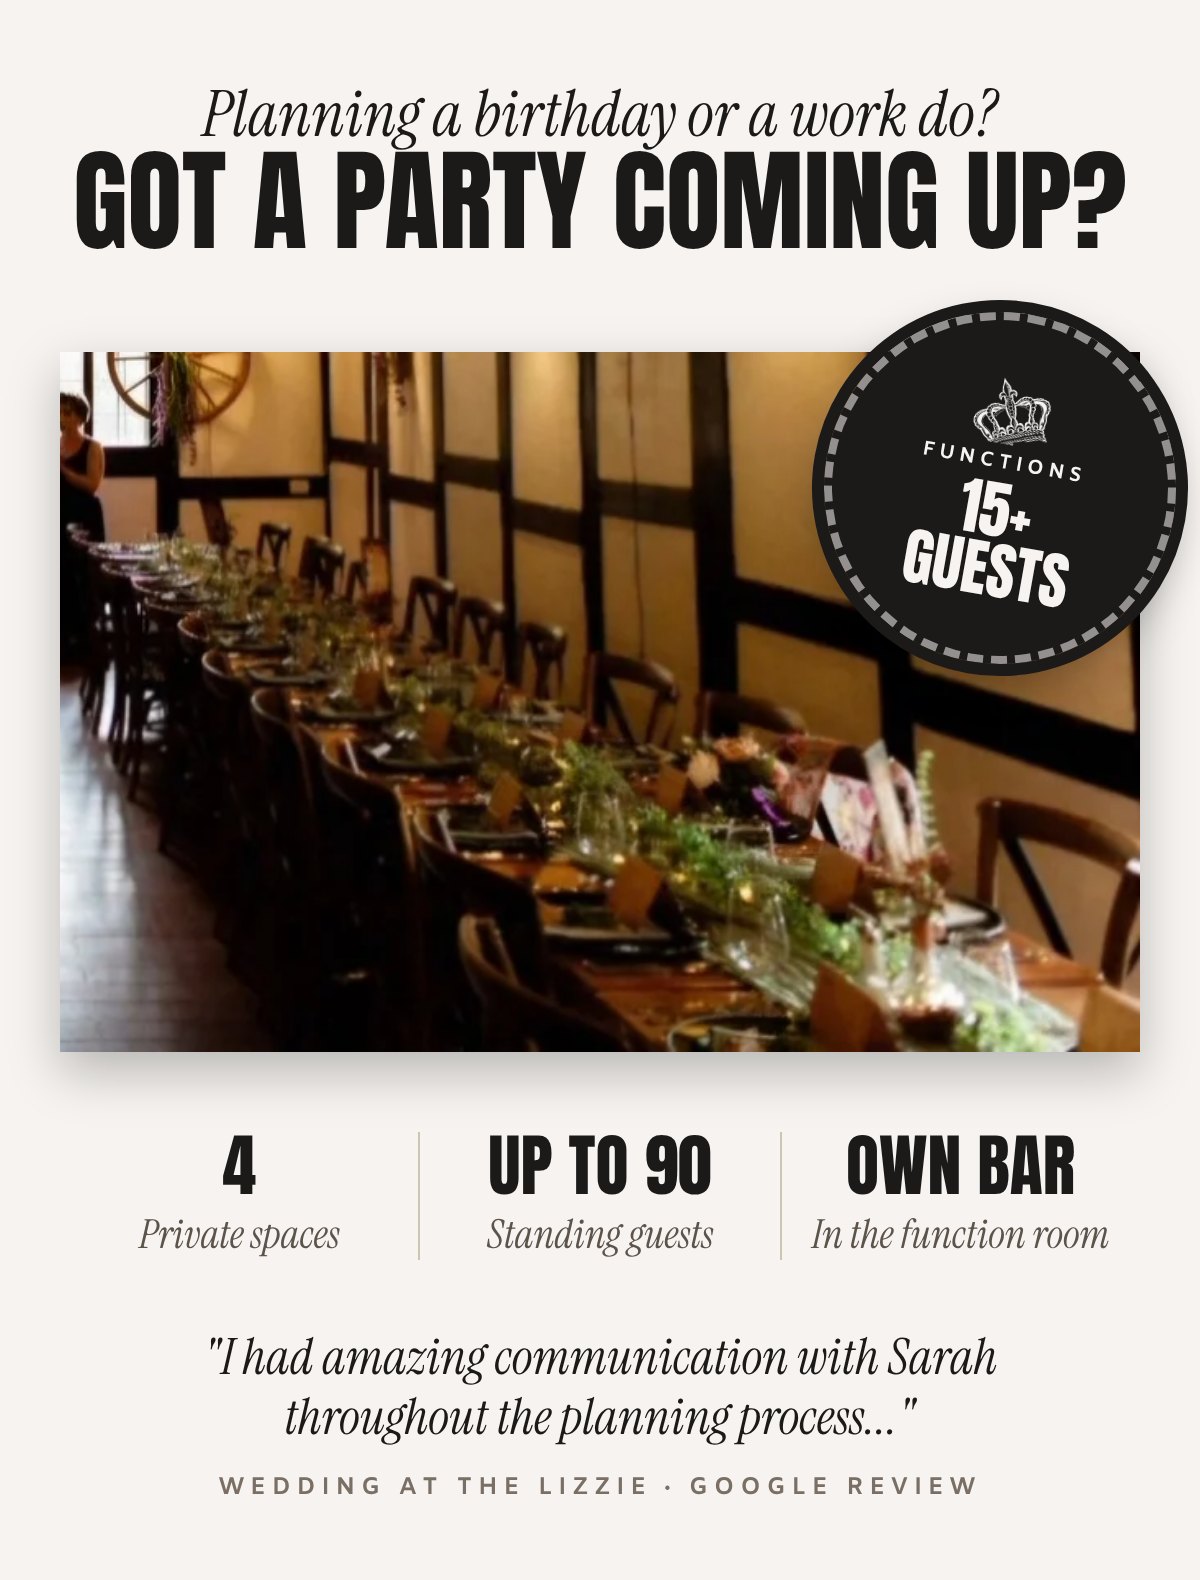 Planning a birthday or a work do?
GOT A PARTY COMING UP?
FUNCTIONS
15+
GUESTS
4
Private spaces
UP TO 90
Standing guests
OWN BAR
In the function room
"I had amazing communication with Sarah
throughout the planning process..."
WEDDING AT THE LIZZIE · GOOGLE REVIEW